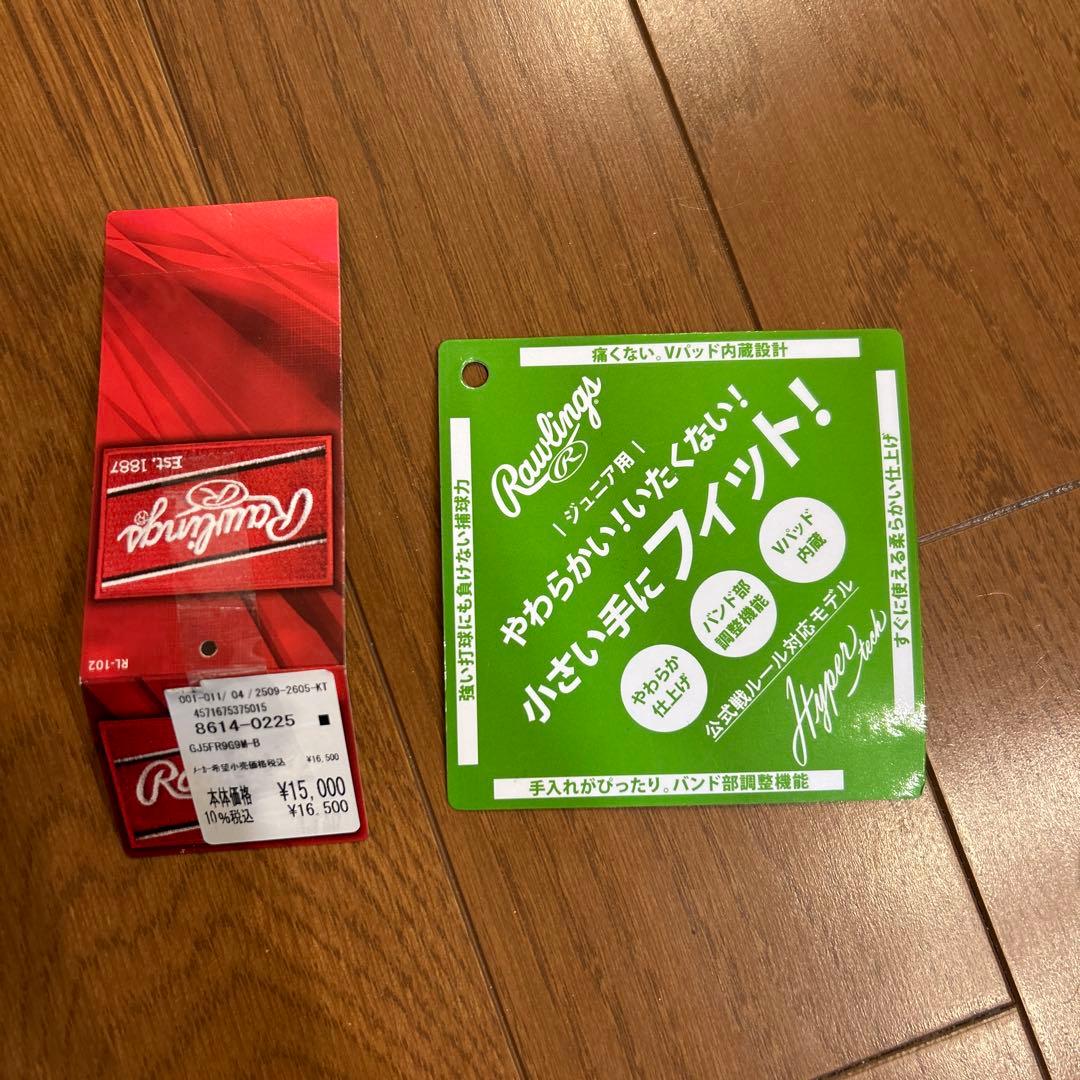 Est. 1887
Rawlings
R
RL-102
001-011/ 04 / 2509-2605-KT
4571675375015
8614-0225
GJ5FR9G9M-B
ﾒｰｶｰ希望小売価格税込 ¥16,500
本体価格 ¥15,000
10%税込 ¥16,500
痛くない。Vパッド内蔵設計
Rawlings
R
ジュニア用
やわらかい!いたくない!
小さい手にフィット!
やわらか
仕上げ
バンド部
調整機能
Vパッド
内蔵
公式戦ルール対応モデル
Hyper tech
強い打球にも負けない捕球力
すぐに使える柔らかい仕上げ
手入れがぴったり。バンド部調整機能